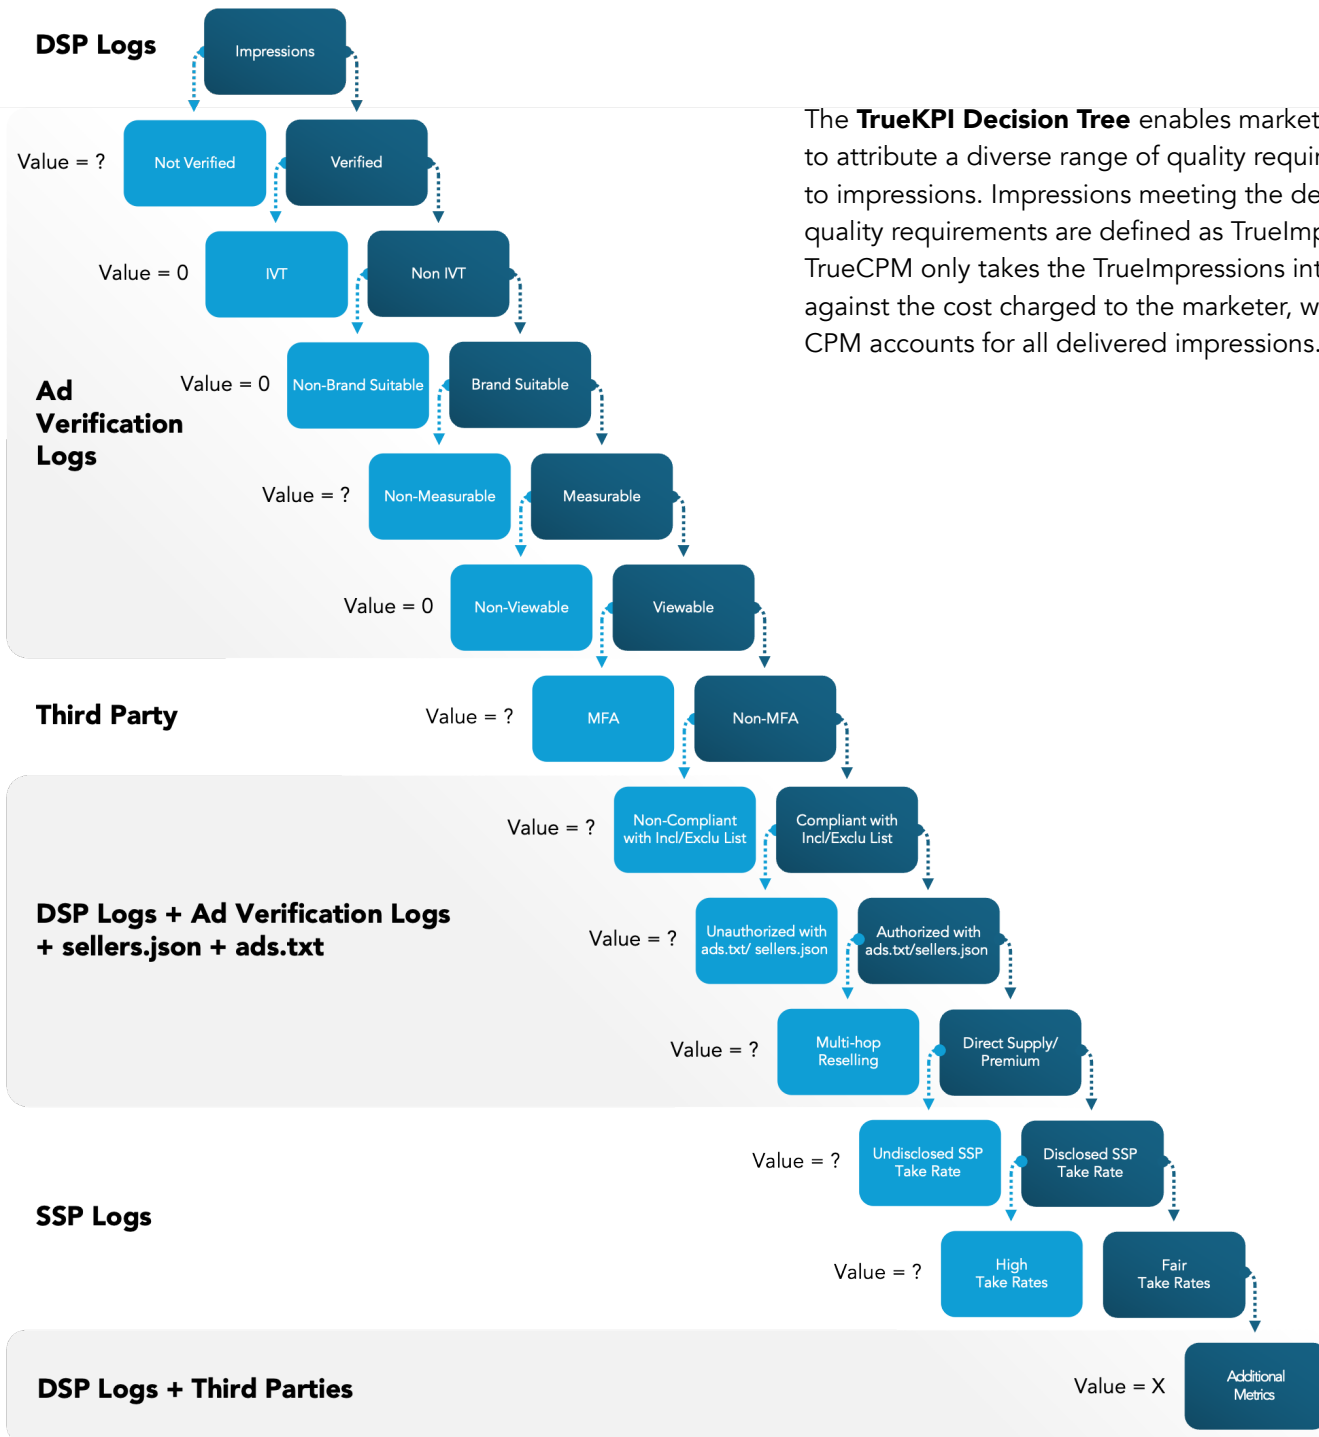 DSP Logs
Impressions
The TrueKPI Decision Tree enables market
to attribute a diverse range of quality requir
to impressions. Impressions meeting the de
quality requirements are defined as TrueImp
TrueCPM only takes the TrueImpressions int
against the cost charged to the marketer, w
CPM accounts for all delivered impressions.
Value = ?
Not Verified
Verified
Value = 0
IVT
Non IVT
Ad
Verification
Logs
Value = 0
Non-Brand Suitable
Brand Suitable
Value = ?
Non-Measurable
Measurable
Value = 0
Non-Viewable
Viewable
Third Party
Value = ?
MFA
Non-MFA
Value = ?
Non-Compliant
with Incl/Exclu List
Compliant with
Incl/Exclu List
DSP Logs + Ad Verification Logs
+ sellers.json + ads.txt
Value = ?
Unauthorized with
ads.txt/ sellers.json
Authorized with
ads.txt/sellers.json
Value = ?
Multi-hop
Reselling
Direct Supply/
Premium
Value = ?
Undisclosed SSP
Take Rate
Disclosed SSP
Take Rate
SSP Logs
Value = ?
High
Take Rates
Fair
Take Rates
DSP Logs + Third Parties
Value = X
Additional
Metrics